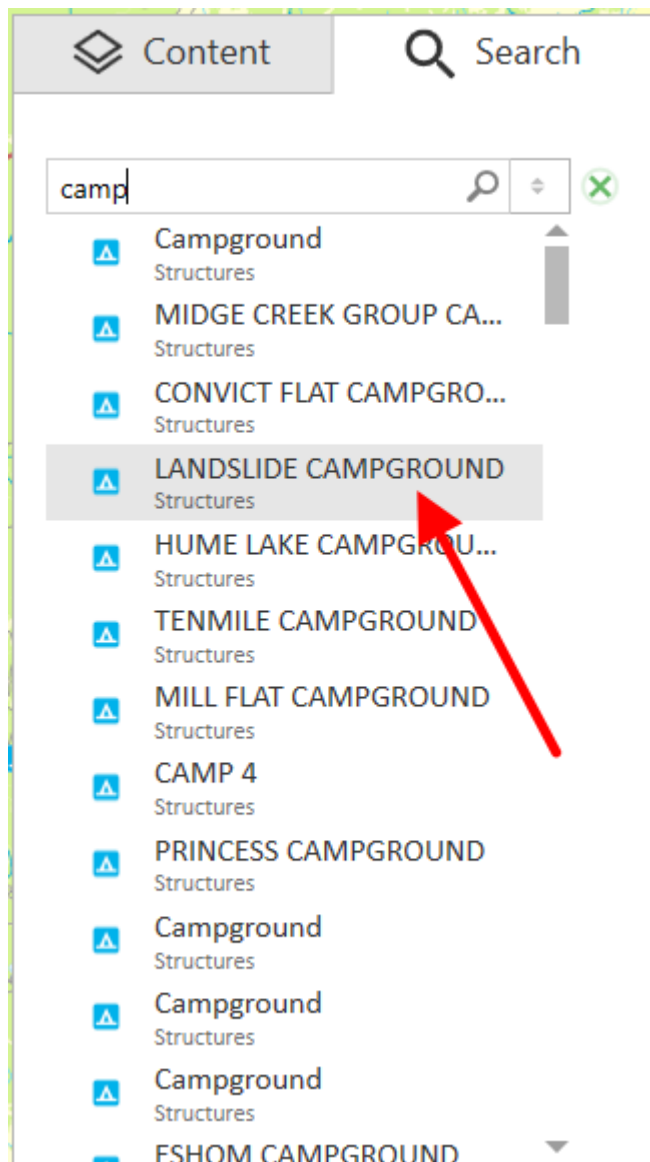 Content Search
camp
Campground
Structures
MIDGE CREEK GROUP CA...
Structures
CONVICT FLAT CAMPGRO...
Structures
LANDSLIDE CAMPGROUND
Structures
HUME LAKE CAMPGROU...
Structures
TENMILE CAMPGROUND
Structures
MILL FLAT CAMPGROUND
Structures
CAMP 4
Structures
PRINCESS CAMPGROUND
Structures
Campground
Structures
Campground
Structures
Campground
Structures
ESHOM CAMPGROUND